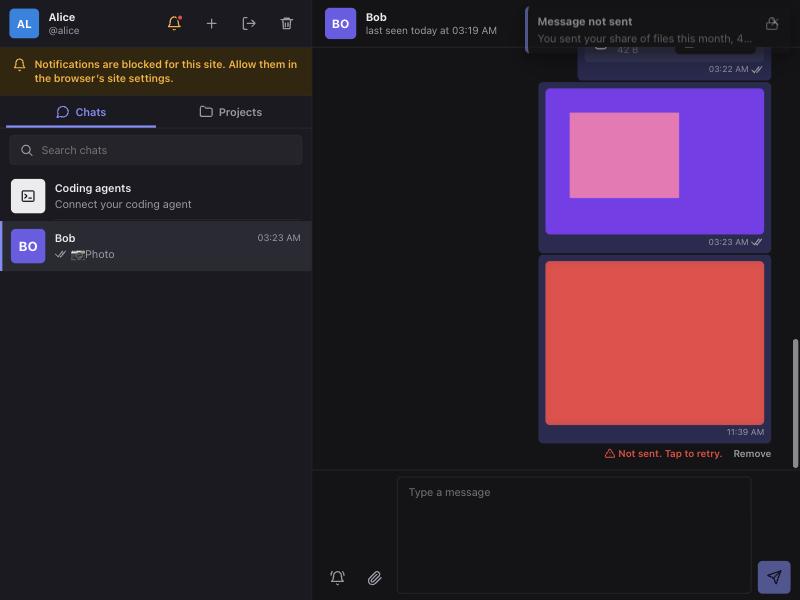 AL
Alice
@alice
Notifications are blocked for this site. Allow them in
the browser's site settings.
Chats
Projects
Search chats
Coding agents
Connect your coding agent
BO
Bob
03:23 AM
Photo
BO
Bob
last seen today at 03:19 AM
Message not sent
You sent your share of files this month, 4…
42 B
03:22 AM
03:23 AM
11:39 AM
Not sent. Tap to retry.
Remove
Type a message